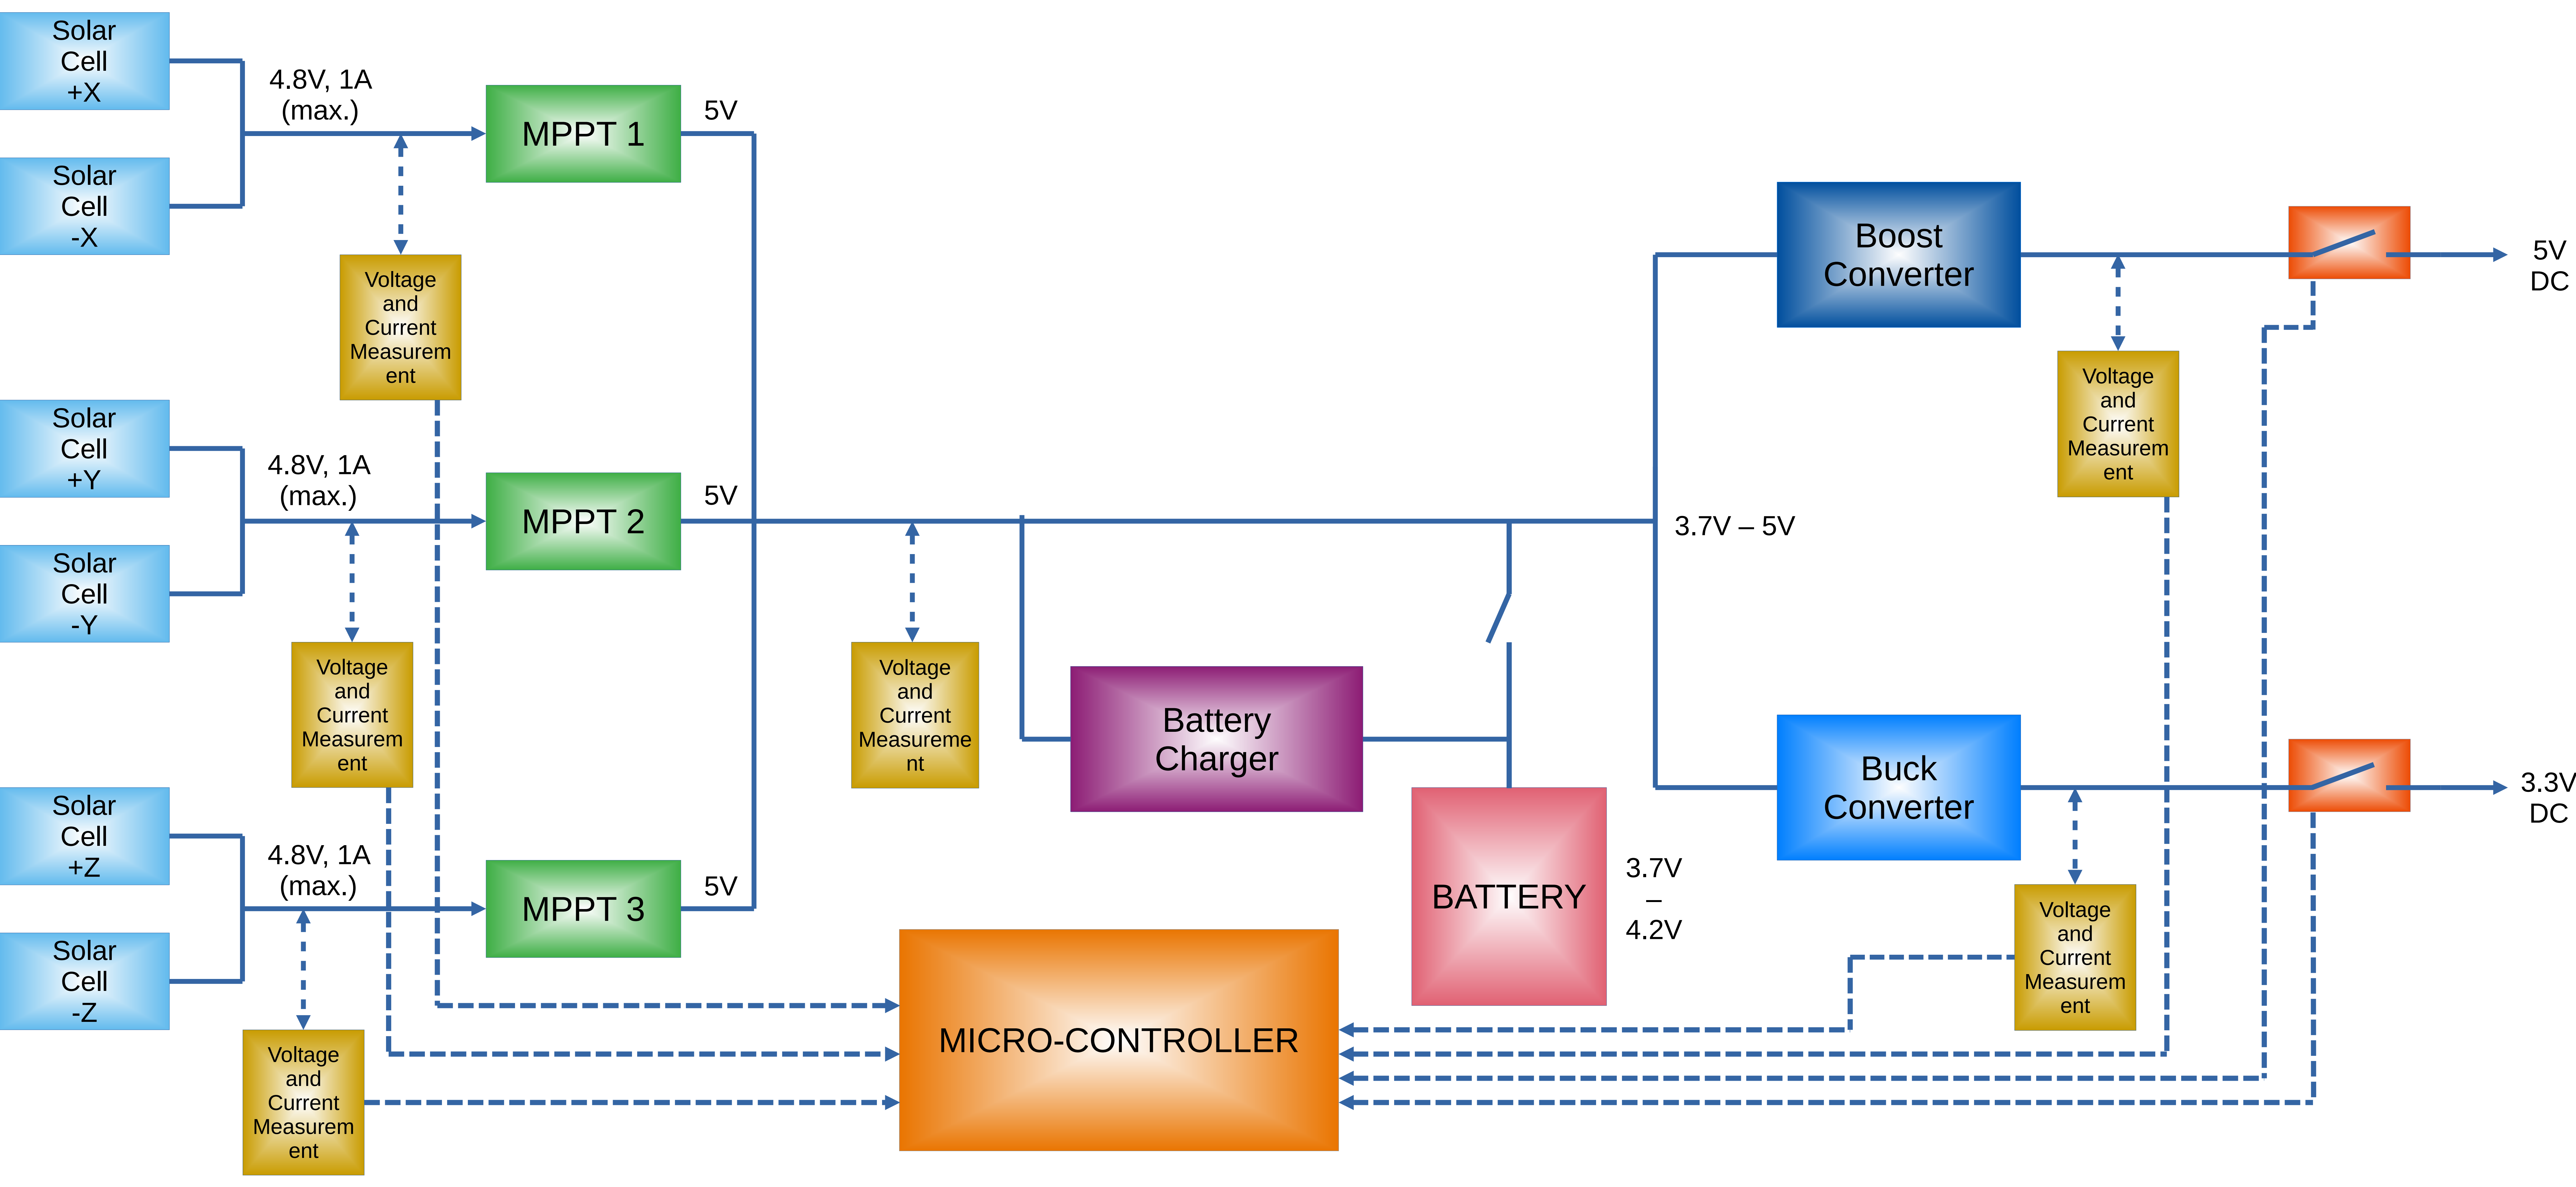 Solar
Cell
+X
4.8V, 1A
(max.)
MPPT 1
5V
Solar
Cell
-X
Voltage
and
Current
Measurem
ent
Boost
Converter
5V
DC
Voltage
and
Current
Measurem
ent
Solar
Cell
+Y
4.8V, 1A
(max.)
MPPT 2
5V
3.7V – 5V
Solar
Cell
-Y
Voltage
and
Current
Measurem
ent
Voltage
and
Current
Measureme
nt
Battery
Charger
Buck
Converter
3.3V
DC
Solar
Cell
+Z
4.8V, 1A
(max.)
MPPT 3
5V
BATTERY
3.7V
–
4.2V
Voltage
and
Current
Measurem
ent
Solar
Cell
-Z
MICRO-CONTROLLER
Voltage
and
Current
Measurem
ent